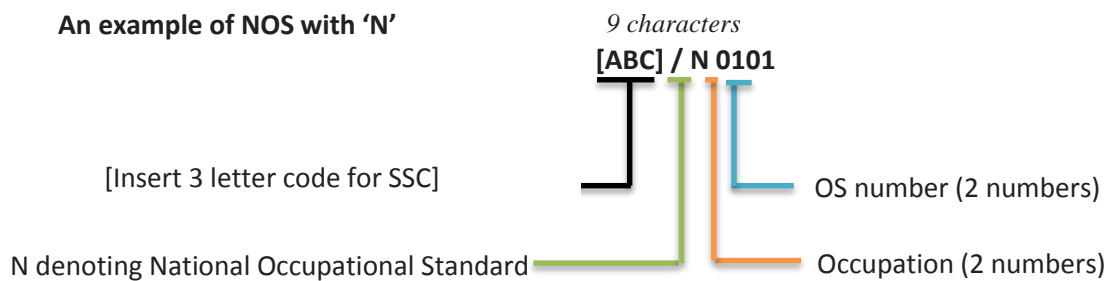 An example of NOS with ‘N’
9 characters
[ABC] / N 0101
[Insert 3 letter code for SSC]
OS number (2 numbers)
N denoting National Occupational Standard
Occupation (2 numbers)